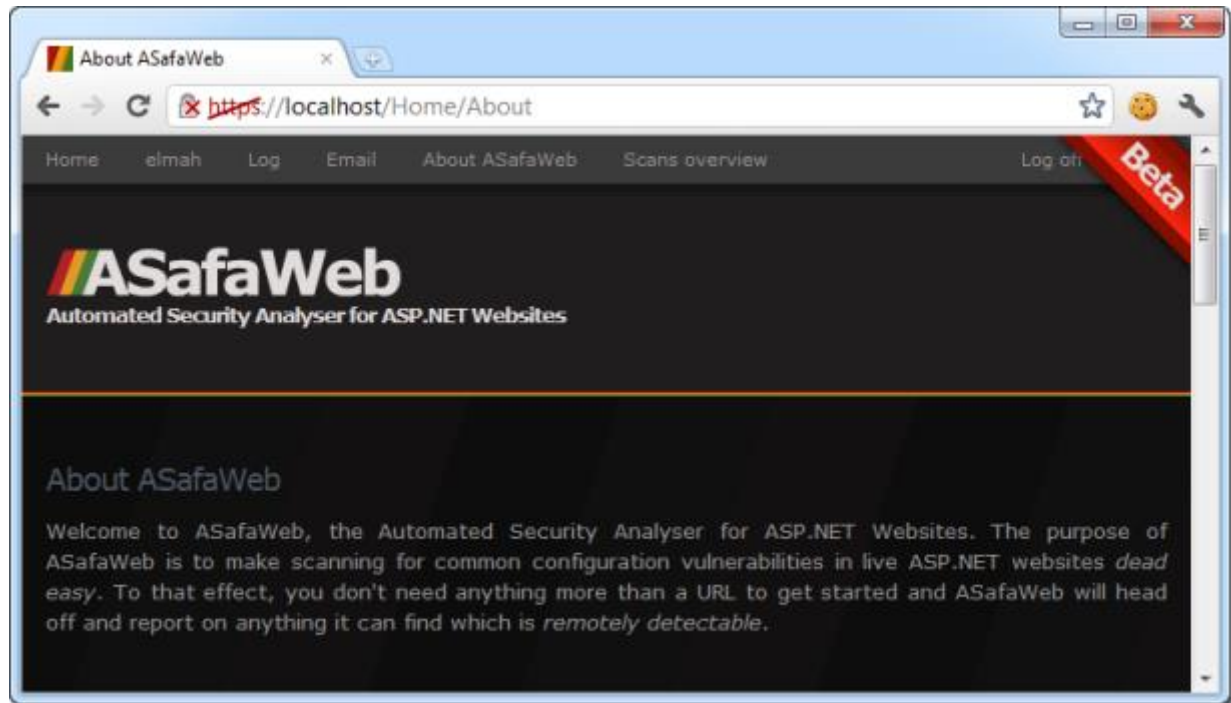 About ASafaWeb
https://localhost/Home/About
Home elmah Log Email About ASafaWeb Scans overview Log off
Beta
ASafaWeb
Automated Security Analyser for ASP.NET Websites
About ASafaWeb
Welcome to ASafaWeb, the Automated Security Analyser for ASP.NET Websites. The purpose of
ASafaWeb is to make scanning for common configuration vulnerabilities in live ASP.NET websites dead
easy. To that effect, you don't need anything more than a URL to get started and ASafaWeb will head
off and report on anything it can find which is remotely detectable.